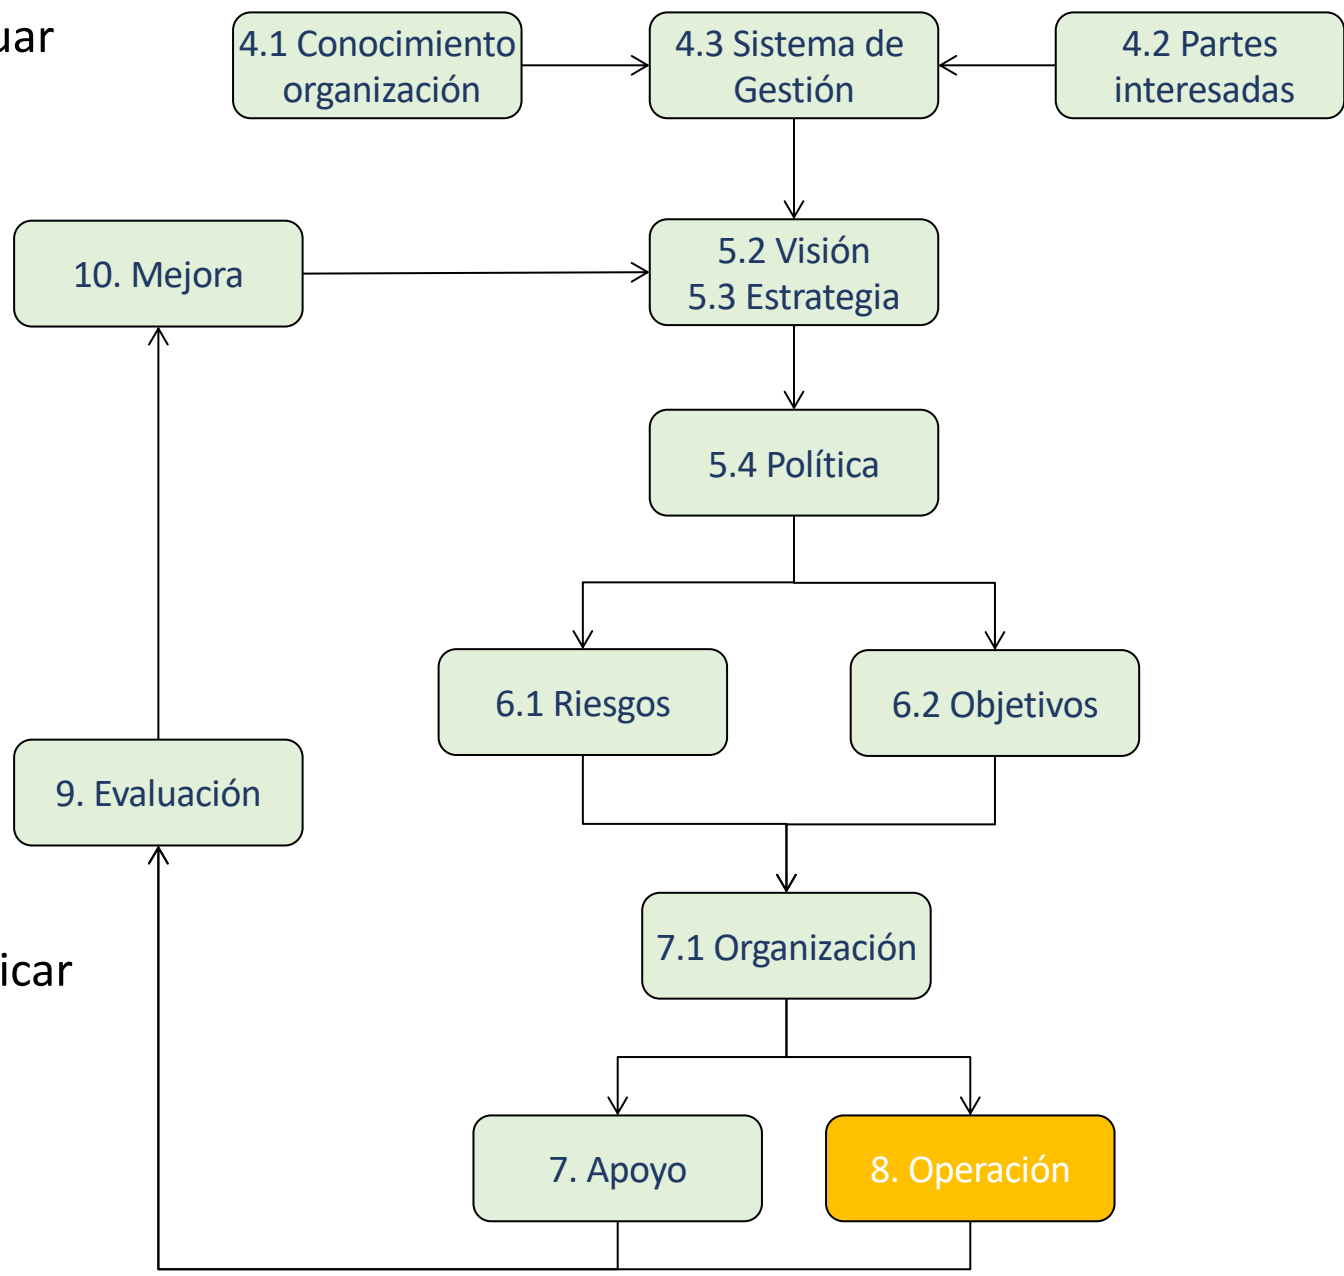 uar
4.1 Conocimiento
organización
4.3 Sistema de
Gestión
4.2 Partes
interesadas
10. Mejora
5.2 Visión
5.3 Estrategia
5.4 Política
6.1 Riesgos
6.2 Objetivos
9. Evaluación
7.1 Organización
icar
7. Apoyo
8. Operación